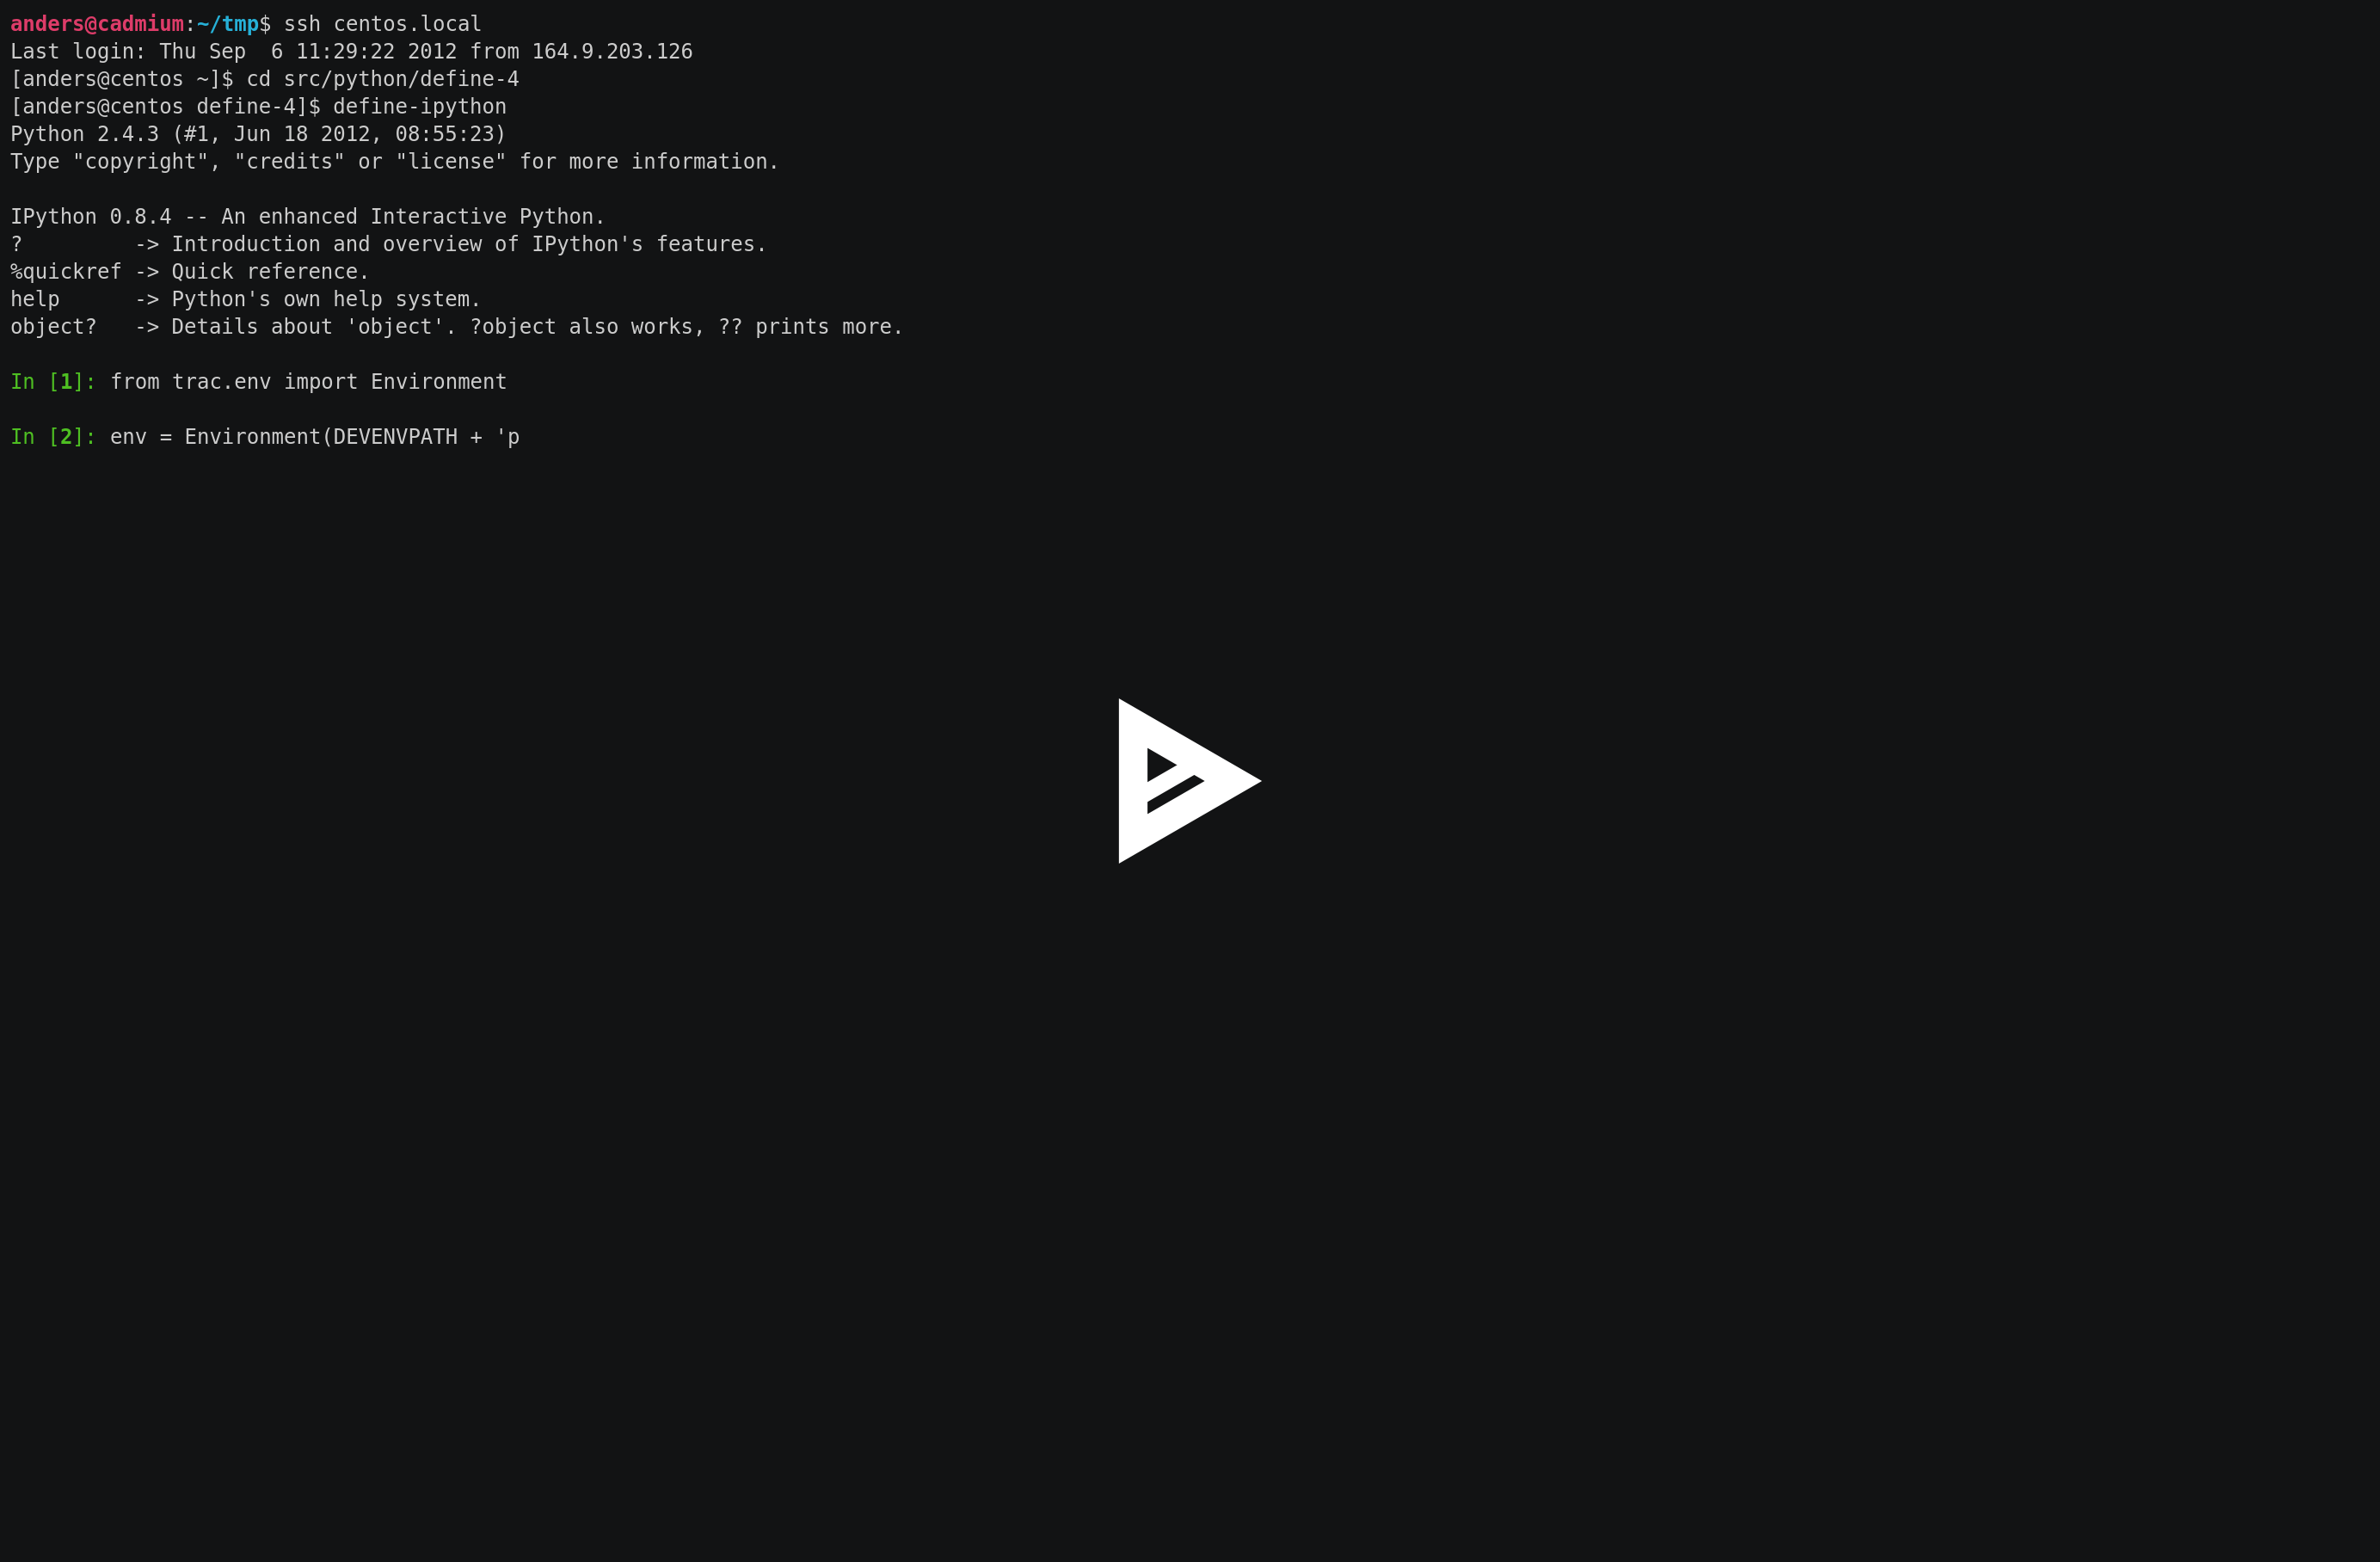 anders@cadmium:~/tmp$ ssh centos.local
Last login: Thu Sep  6 11:29:22 2012 from 164.9.203.126
[anders@centos ~]$ cd src/python/define-4
[anders@centos define-4]$ define-ipython
Python 2.4.3 (#1, Jun 18 2012, 08:55:23)
Type "copyright", "credits" or "license" for more information.

IPython 0.8.4 -- An enhanced Interactive Python.
?         -> Introduction and overview of IPython's features.
%quickref -> Quick reference.
help      -> Python's own help system.
object?   -> Details about 'object'. ?object also works, ?? prints more.

In [1]: from trac.env import Environment

In [2]: env = Environment(DEVENVPATH + 'p